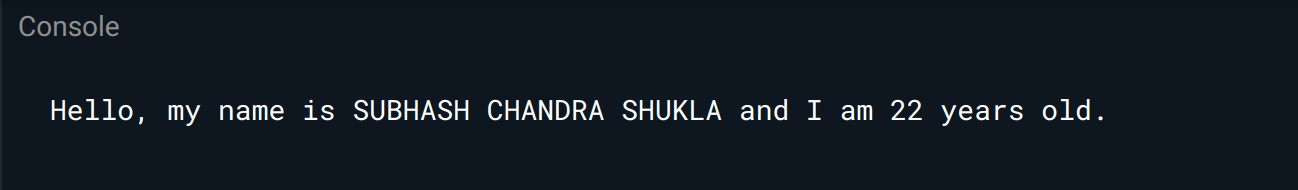 Console
Hello, my name is SUBHASH CHANDRA SHUKLA and I am 22 years old.